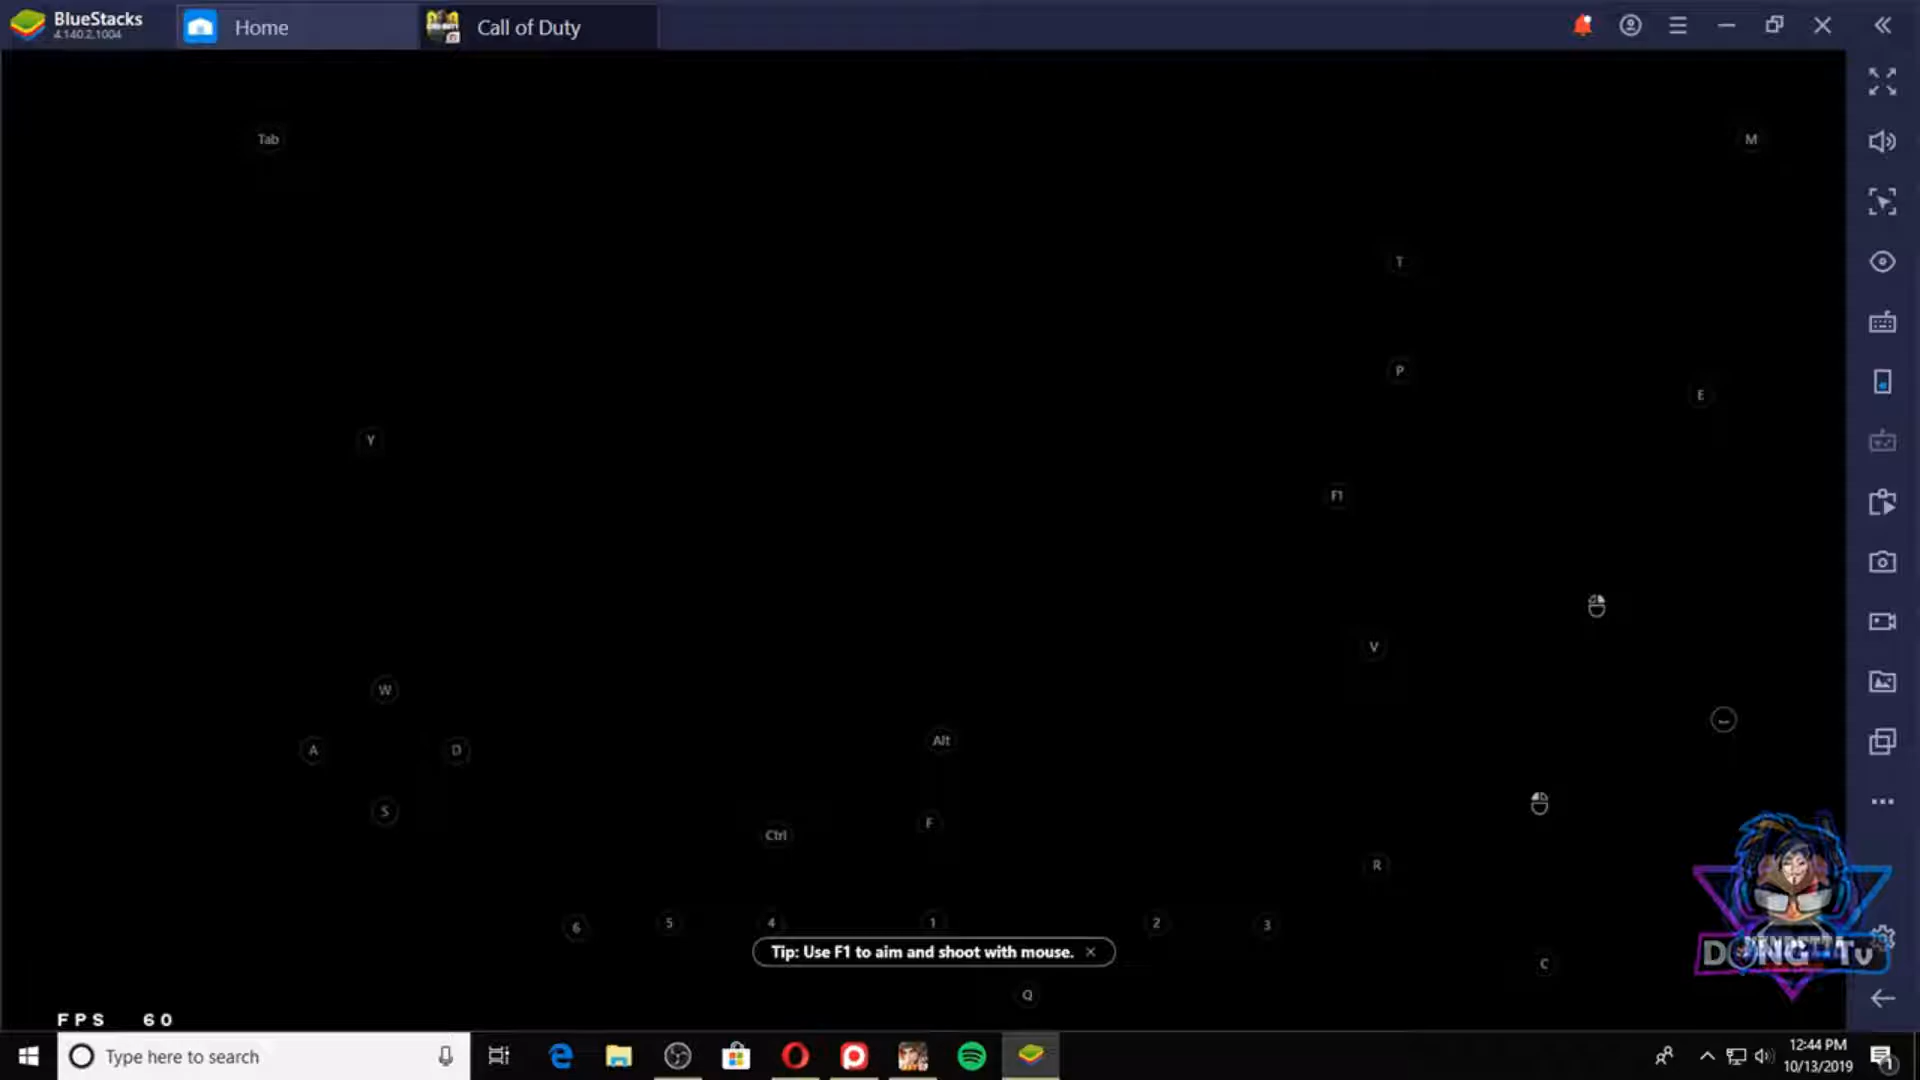 BlueStacks
4.140.2.1004
Home
Call of Duty
Tab
M
T
P
E
Y
F1
V
W
A
D
Alt
S
Ctrl
F
R
6
5
4
1
2
3
Tip: Use F1 to aim and shoot with mouse.
C
Q
FPS 60
Type here to search
12:44 PM
10/13/2019
1